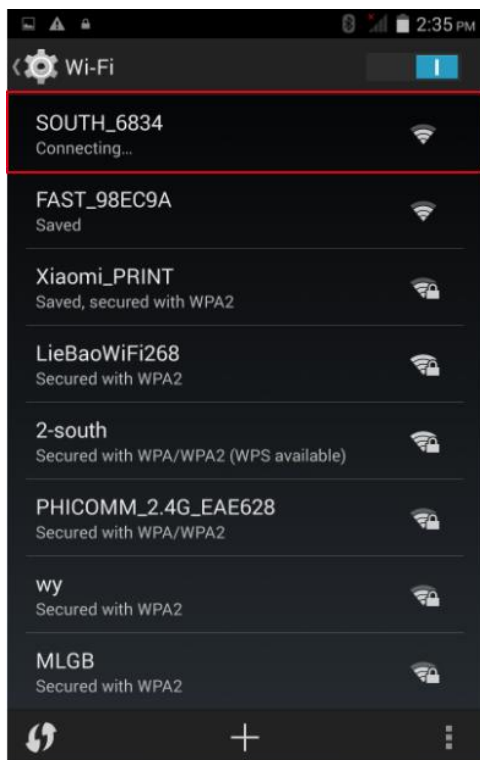 2:35 PM
Wi-Fi
SOUTH_6834
Connecting...
FAST_98EC9A
Saved
Xiaomi_PRINT
Saved, secured with WPA2
LieBaoWiFi268
Secured with WPA2
2-south
Secured with WPA/WPA2 (WPS available)
PHICOMM_2.4G_EAE628
Secured with WPA/WPA2
wy
Secured with WPA2
MLGB
Secured with WPA2